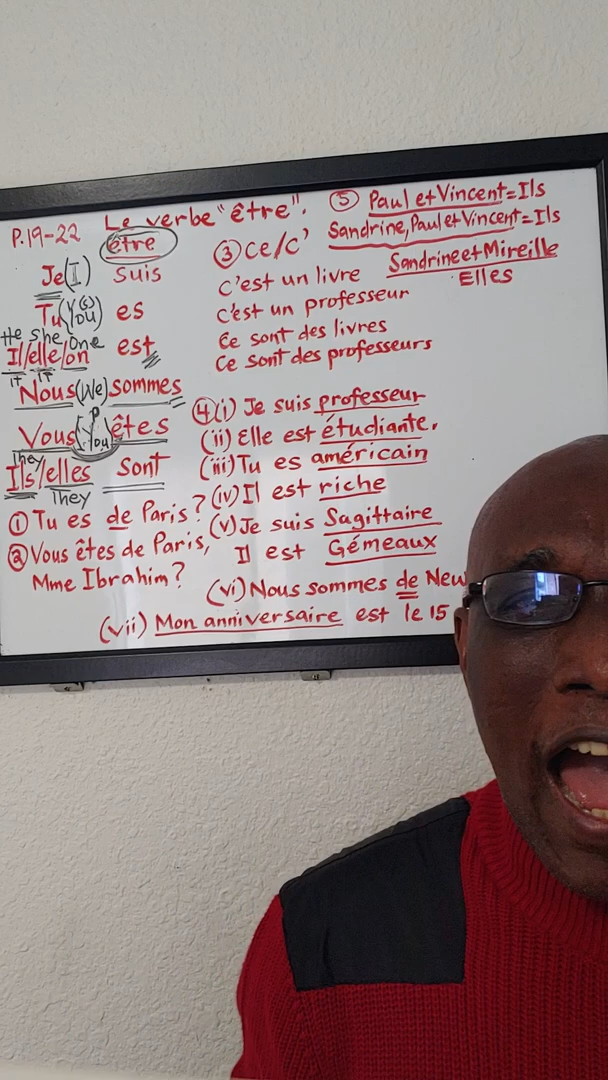 P.19-22
Le verbe "être".
être
Je (I) suis
Tu (You) (s) es
He She One
Il/elle/on est
it it
Nous (We) sommes
P
Vous (You) êtes
They
Ils/elles sont
They
① Tu es de Paris?
② Vous êtes de Paris,
Mme Ibrahim?
③ ce/c'
c'est un livre
c'est un professeur
ce sont des livres
ce sont des professeurs
④ (i) Je suis professeur
(ii) Elle est étudiante.
(iii) Tu es américain
(iv) Il est riche
(v) Je suis Sagittaire
Il est Gémeaux
(vi) Nous sommes de New
(vii) Mon anniversaire est le 15
⑤ Paul et Vincent = Ils
Sandrine, Paul et Vincent = Ils
Sandrine et Mireille
Elles